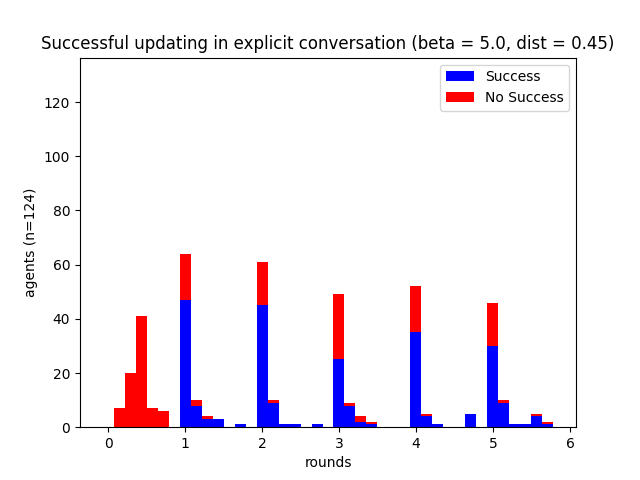 Successful updating in explicit conversation (beta = 5.0, dist = 0.45)
Success
No Success
120
100
80
60
40
20
0
agents (n=124)
0 1 2 3 4 5 6
rounds